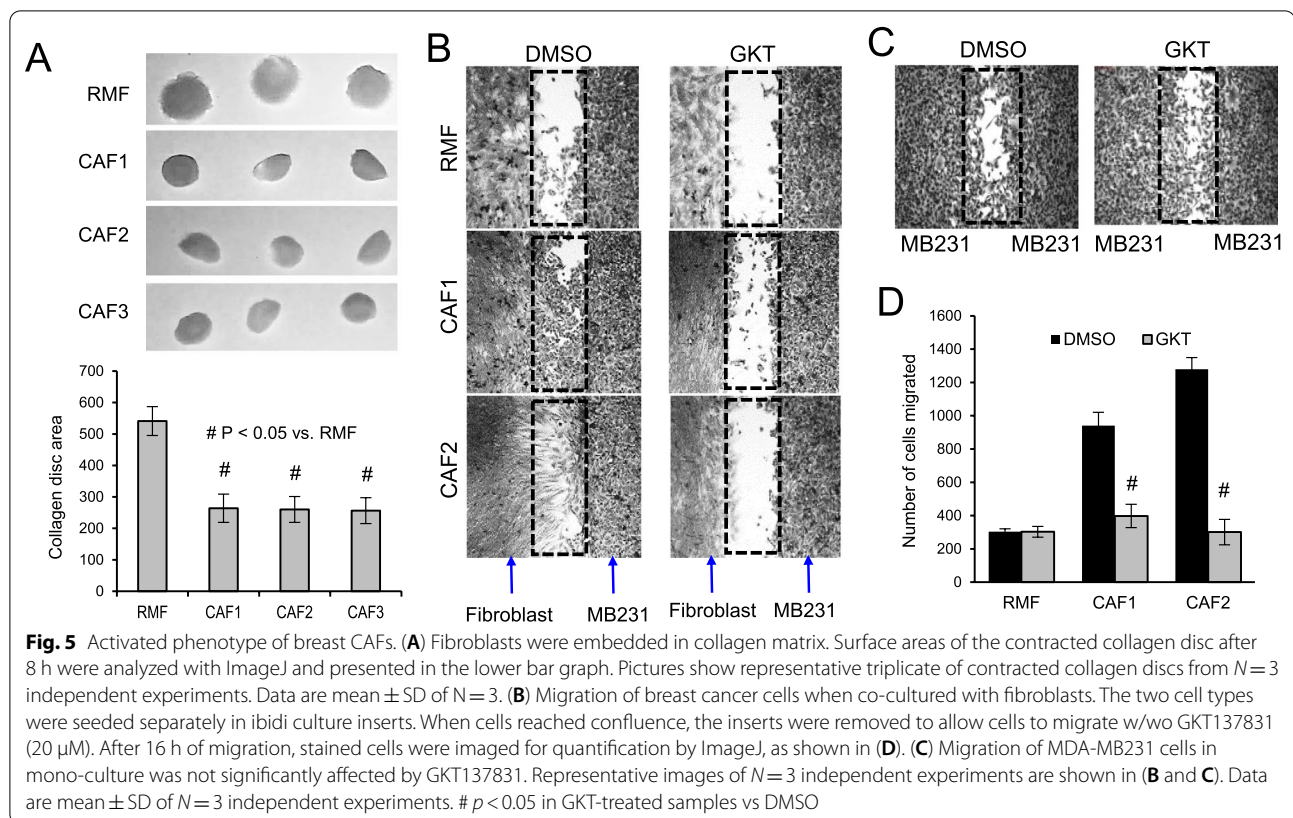 A
RMF
CAF1
CAF2
CAF3
700
600
500
400
300
200
100
0
Collagen disc area
# P < 0.05 vs. RMF
# # #
RMF CAF1 CAF2 CAF3
B
DMSO GKT
RMF
CAF1
CAF2
Fibroblast MB231 Fibroblast MB231
C
DMSO GKT
MB231 MB231 MB231 MB231
D
1600
1400
1200
1000
800
600
400
200
0
Number of cells migrated
DMSO GKT
# #
RMF CAF1 CAF2
Fig. 5 Activated phenotype of breast CAFs. (A) Fibroblasts were embedded in collagen matrix. Surface areas of the contracted collagen disc after
8 h were analyzed with ImageJ and presented in the lower bar graph. Pictures show representative triplicate of contracted collagen discs from N = 3
independent experiments. Data are mean ± SD of N = 3. (B) Migration of breast cancer cells when co-cultured with fibroblasts. The two cell types
were seeded separately in ibidi culture inserts. When cells reached confluence, the inserts were removed to allow cells to migrate w/wo GKT137831
(20 µM). After 16 h of migration, stained cells were imaged for quantification by ImageJ, as shown in (D). (C) Migration of MDA-MB231 cells in
mono-culture was not significantly affected by GKT137831. Representative images of N = 3 independent experiments are shown in (B and C). Data
are mean ± SD of N = 3 independent experiments. # p < 0.05 in GKT-treated samples vs DMSO